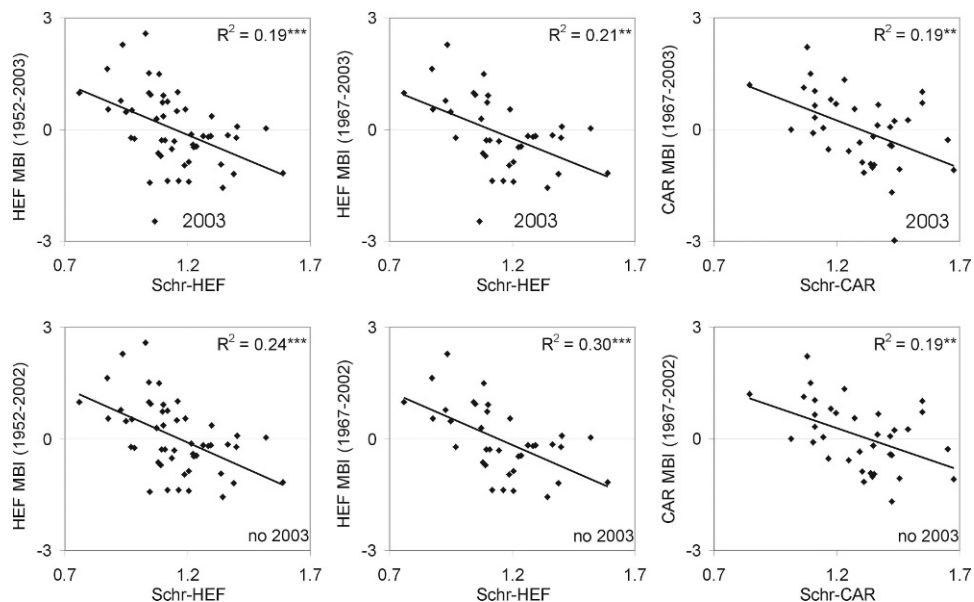 R² = 0.19***
HEF MBI (1952-2003)
3
0
-3
2003
0.7 1.2 1.7
Schr-HEF
R² = 0.21**
HEF MBI (1967-2003)
3
0
-3
2003
0.7 1.2 1.7
Schr-HEF
R² = 0.19**
CAR MBI (1967-2003)
3
0
-3
2003
0.7 1.2 1.7
Schr-CAR
R² = 0.24***
HEF MBI (1952-2002)
3
0
-3
no 2003
0.7 1.2 1.7
Schr-HEF
R² = 0.30***
HEF MBI (1967-2002)
3
0
-3
no 2003
0.7 1.2 1.7
Schr-HEF
R² = 0.19**
CAR MBI (1967-2002)
3
0
-3
no 2003
0.7 1.2 1.7
Schr-CAR